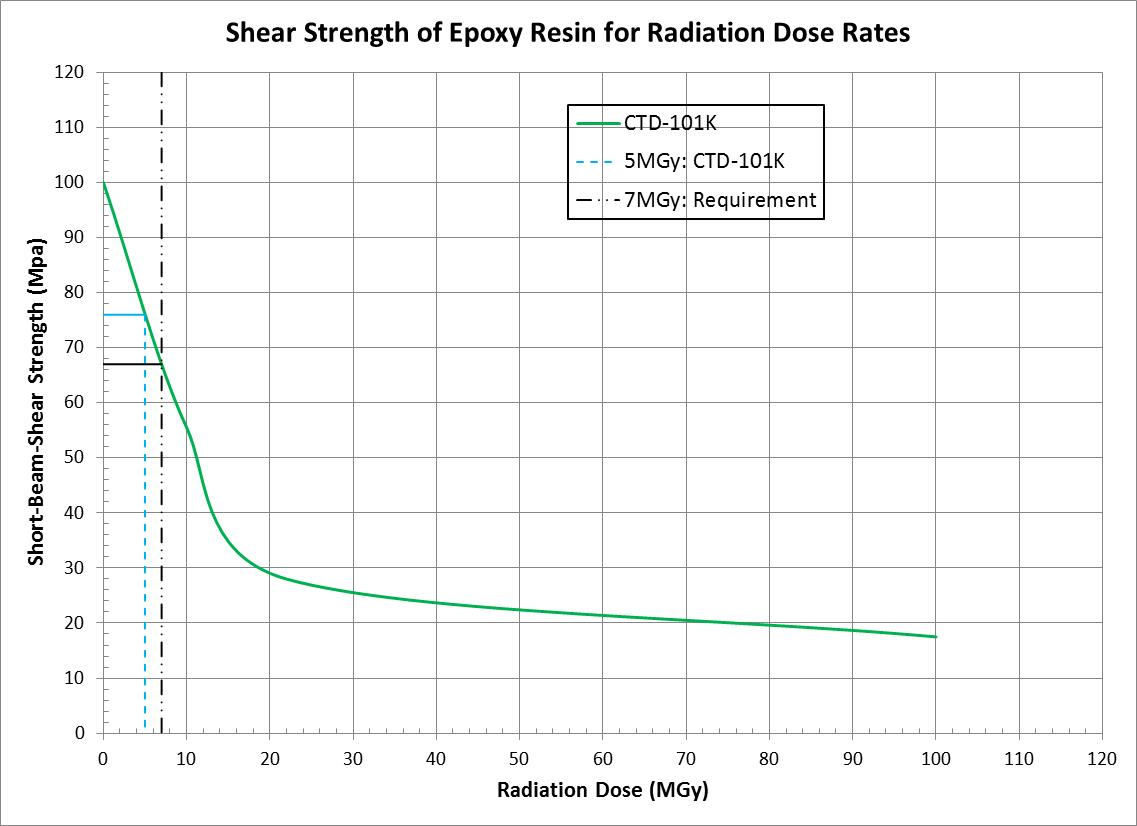 Shear Strength of Epoxy Resin for Radiation Dose Rates
120
110
100
90
80
70
60
50
40
30
20
10
0
Short-Beam-Shear Strength (Mpa)
CTD-101K
5MGy: CTD-101K
7MGy: Requirement
0 10 20 30 40 50 60 70 80 90 100 110 120
Radiation Dose (MGy)